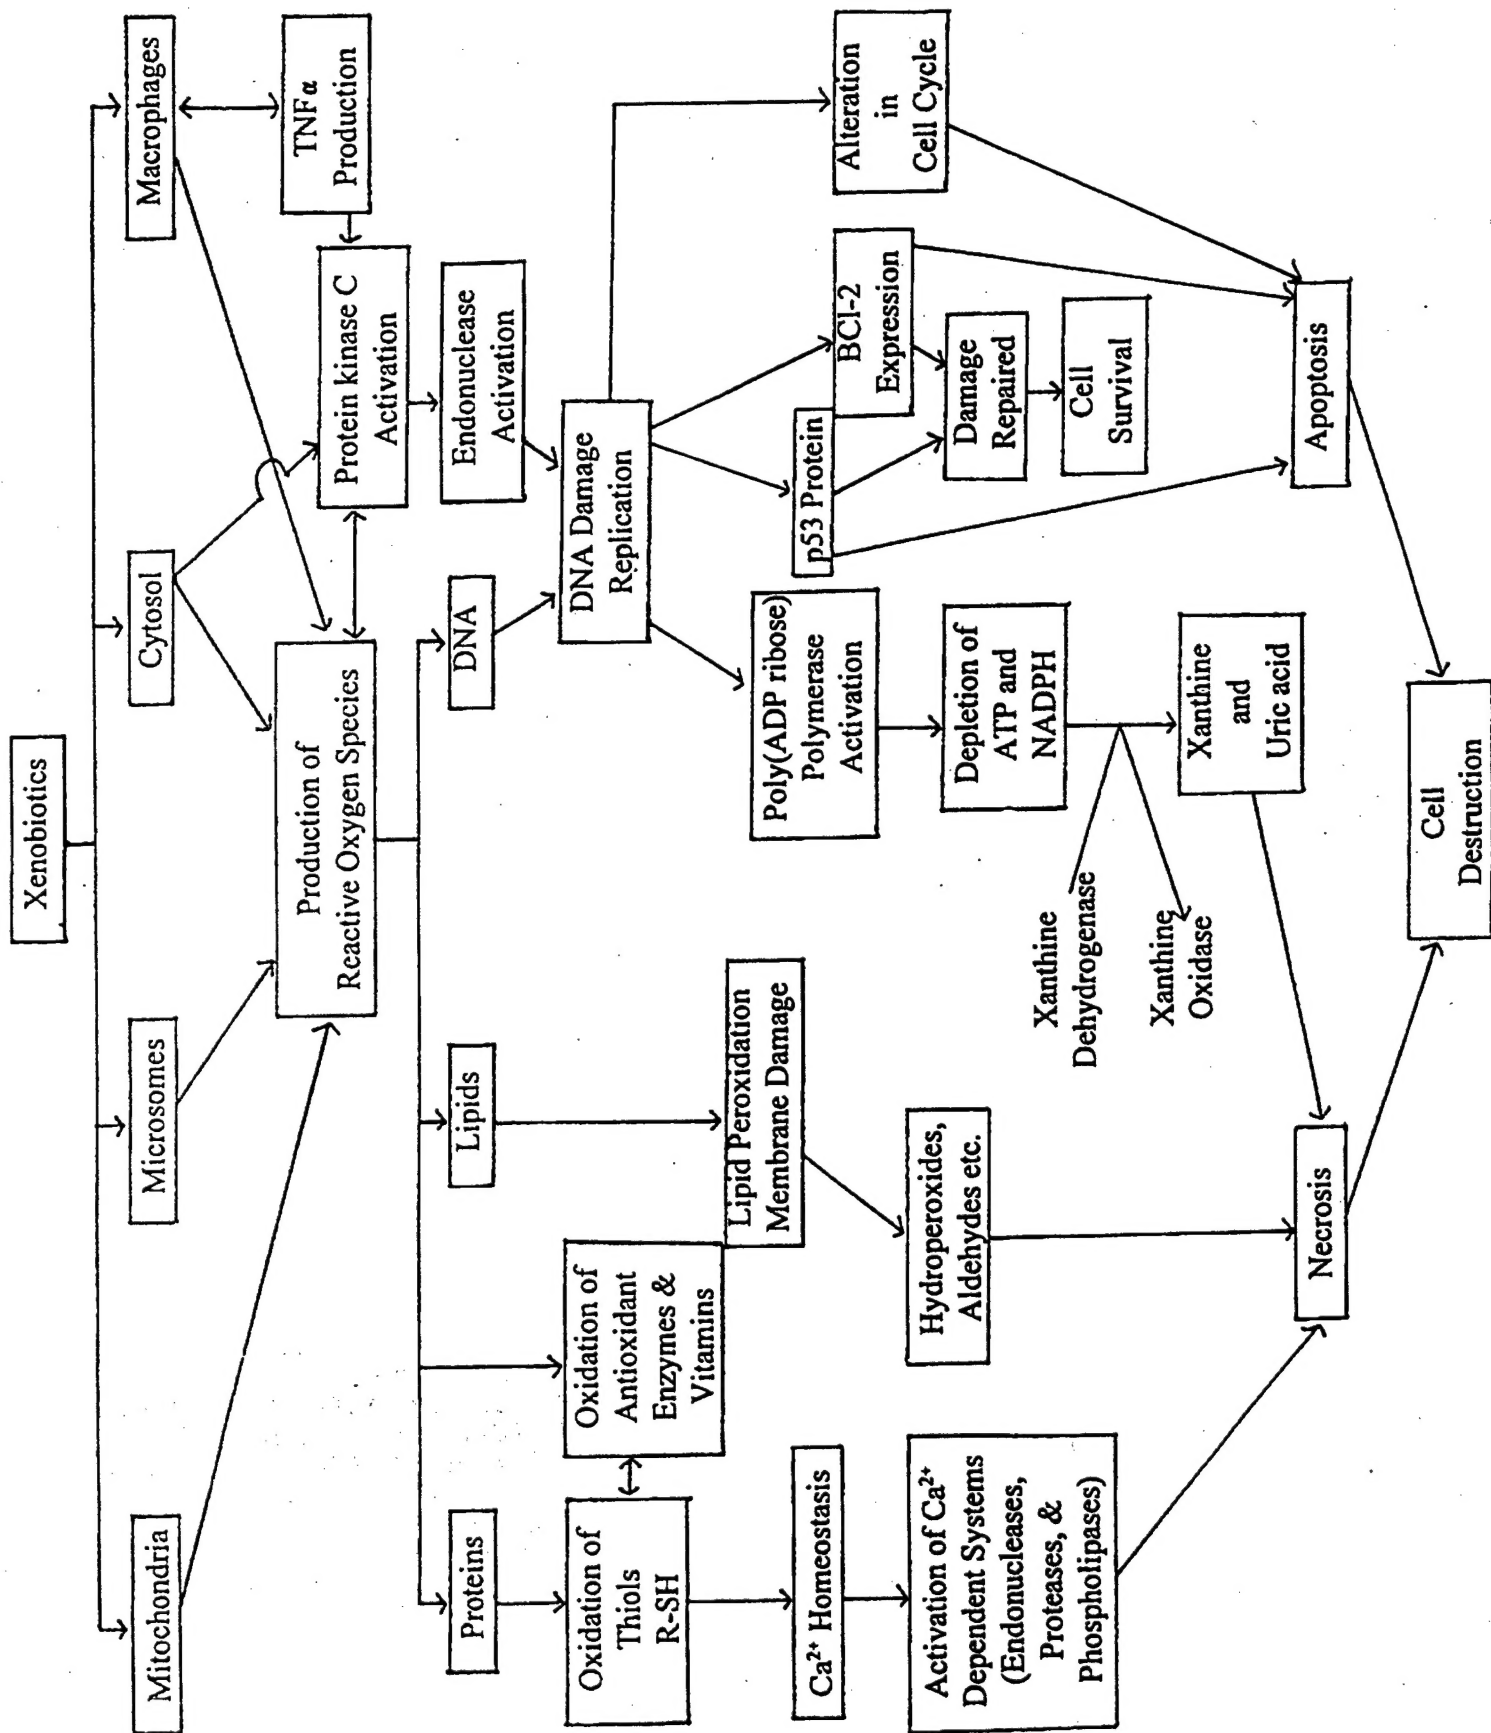 Xenobiotics
Mitochondria
Microsomes
Cytosol
Macrophages
Production of
Reactive Oxygen Species
TNFα
Production
Protein kinase C
Activation
Proteins
Lipids
DNA
Endonuclease
Activation
Oxidation of
Thiols
R-SH
Oxidation of
Antioxidant
Enzymes &
Vitamins
DNA Damage
Replication
Lipid Peroxidation
Membrane Damage
Poly(ADP ribose)
Polymerase
Activation
p53 Protein
BCl-2
Expression
Alteration
in
Cell Cycle
Ca²⁺ Homeostasis
Activation of Ca²⁺
Dependent Systems
(Endonucleases,
Proteases, &
Phospholipases)
Hydroperoxides,
Aldehydes etc.
Depletion of
ATP and
NADPH
Damage
Repaired
Xanthine
Dehydrogenase
Xanthine
Oxidase
Cell
Survival
Xanthine
and
Uric acid
Necrosis
Apoptosis
Cell
Destruction